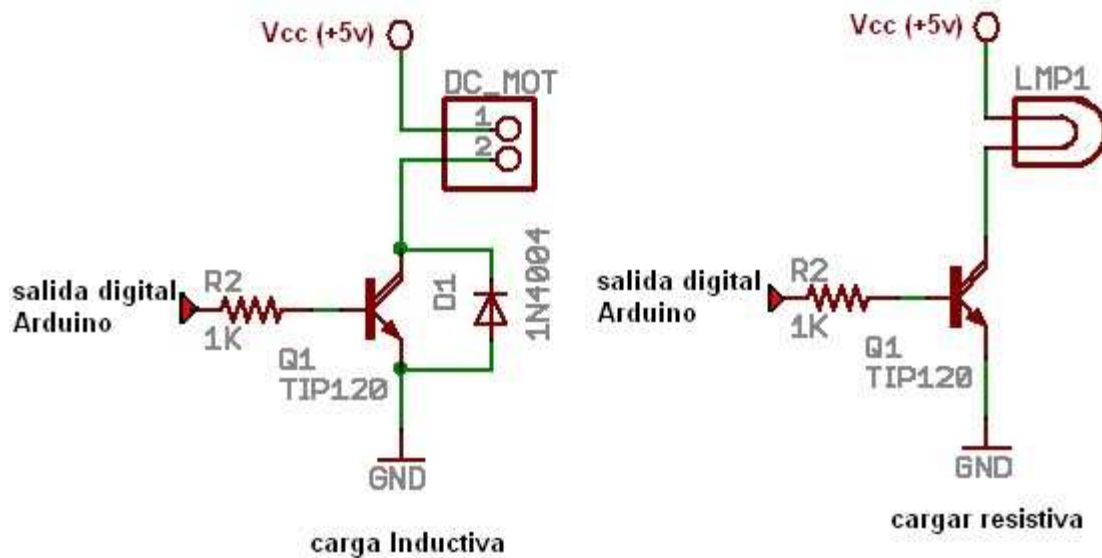 Vcc (+5v)
DC_MOT
1
2
R2
salida digital
Arduino
1K
Q1
TIP120
D1
1N4004
GND
carga Inductiva
Vcc (+5v)
LMP1
R2
salida digital
Arduino
1K
Q1
TIP120
GND
cargar resistiva